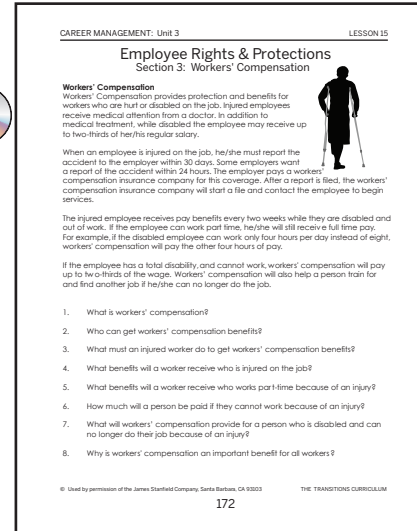 CAREER MANAGEMENT: Unit 3 LESSON 15
Employee Rights & Protections
Section 3: Workers' Compensation
Workers' Compensation
Workers' Compensation provides protection and benefits for
workers who are hurt or disabled on the job. Injured employees
receive medical attention from a doctor. In addition to
medical treatment, while disabled the employee may receive up
to two-thirds of her/his regular salary.
When an employee is injured on the job, he/she must report the
accident to the employer within 30 days. Some employers want
a report of the accident within 24 hours. The employer pays a workers'
compensation insurance company for this coverage. After a report is filed, the workers'
compensation insurance company will start a file and contact the employee to begin
services.
The injured employee receives pay benefits every two weeks while they are disabled and
out of work. If the employee can work part time, he/she will still receive full time pay.
For example, if the disabled employee can work only four hours per day instead of eight,
workers' compensation will pay the other four hours of pay.
If the employee has a total disability, and cannot work, workers' compensation will pay
up to two-thirds of the wage. Workers' compensation will also help a person train for
and find another job if he/she can no longer do the job.
1. What is workers' compensation?
2. Who can get workers' compensation benefits?
3. What must an injured worker do to get workers' compensation benefits?
4. What benefits will a worker receive who is injured on the job?
5. What benefits will a worker receive who works part-time because of an injury?
6. How much will a person be paid if they cannot work because of an injury?
7. What will workers' compensation provide for a person who is disabled and can
no longer do their job because of an injury?
8. Why is workers' compensation an important benefit for all workers?
© Used by permission of the James Stanfield Company, Santa Barbara, CA 93103 THE TRANSITIONS CURRICULUM
172